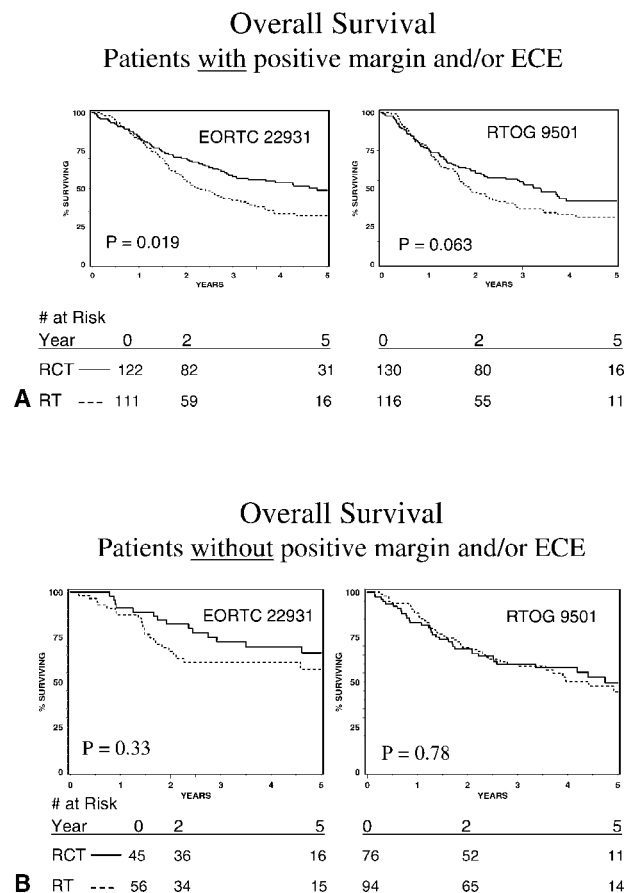 Overall Survival
Patients with positive margin and/or ECE
100
75
50
25
0
% SURVIVING
EORTC 22931
P = 0.019
0 1 2 3 4 5
YEARS
100
75
50
25
0
% SURVIVING
RTOG 9501
P = 0.063
0 1 2 3 4 5
YEARS
# at Risk
Year 0 2 5 0 2 5
RCT 122 82 31 130 80 16
A RT 111 59 16 116 55 11
Overall Survival
Patients without positive margin and/or ECE
100
75
50
25
0
% SURVIVING
EORTC 22931
P = 0.33
0 1 2 3 4 5
YEARS
100
75
50
25
0
% SURVIVING
RTOG 9501
P = 0.78
0 1 2 3 4 5
YEARS
# at Risk
Year 0 2 5 0 2 5
RCT 45 36 16 76 52 11
B RT 56 34 15 94 65 14